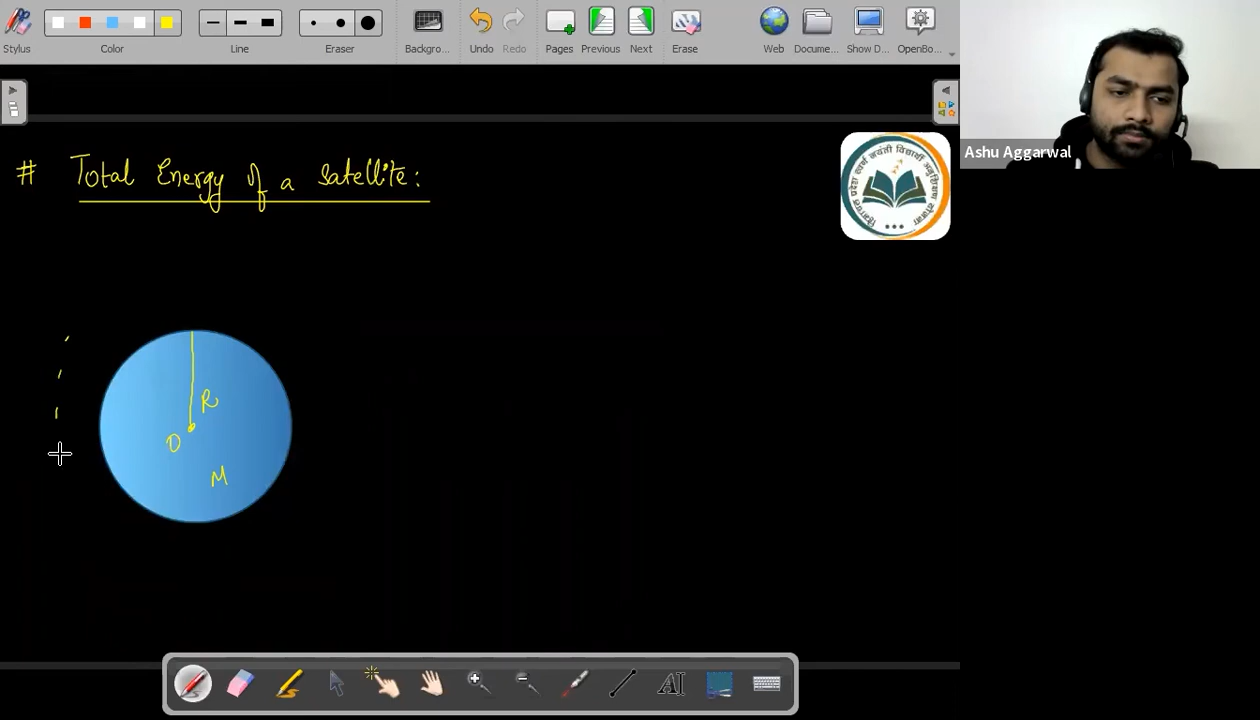 Stylus
Color
Line
Eraser
Backgro...
Undo
Redo
Pages
Previous
Next
Erase
Web
Docume...
Show D...
OpenBo...
Ashu Aggarwal
# Total Energy of a Satellite:
R
O
M
AI